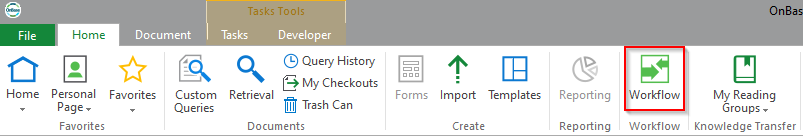 OnBase
Tasks Tools
OnBas
File
Home
Document
Tasks
Developer
Home
Personal
Page
Favorites
Favorites
Custom
Queries
Retrieval
Query History
My Checkouts
Trash Can
Documents
Forms
Import
Templates
Create
Reporting
Reporting
Workflow
Workflow
My Reading
Groups
Knowledge Transfer